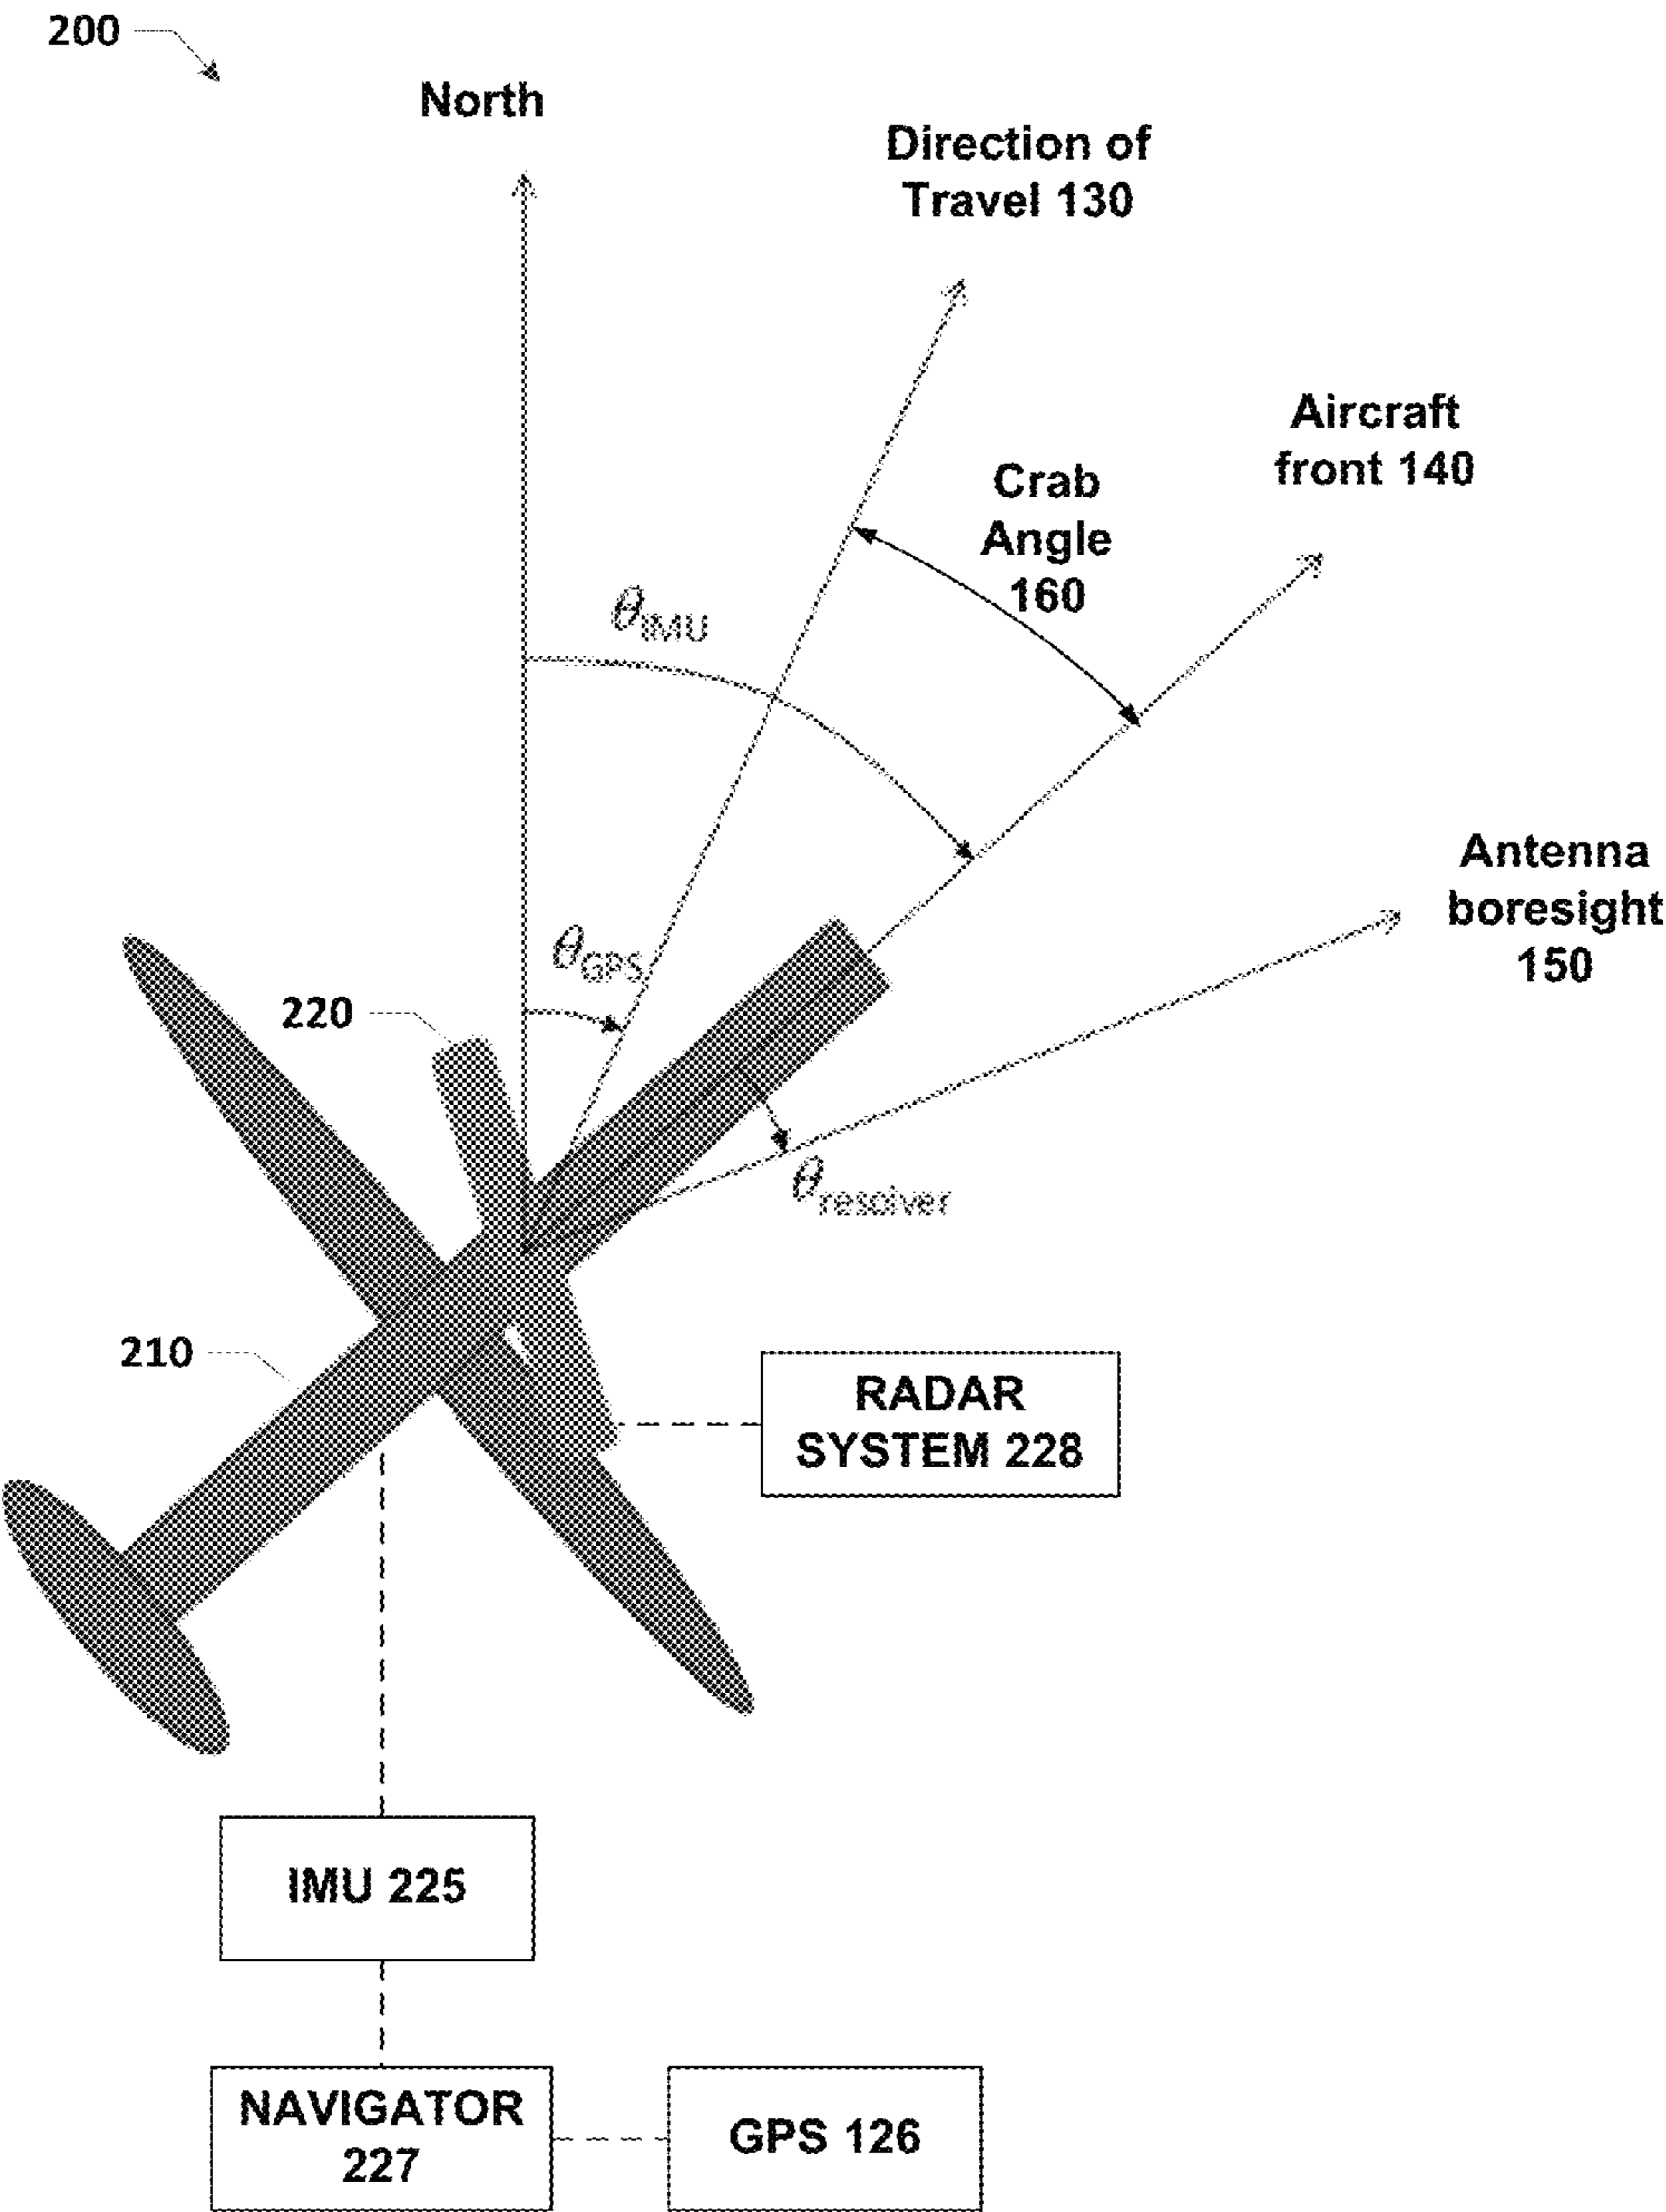 200
North
Direction of
Travel 130
Aircraft
front 140
Crab
Angle
160
θIMU
Antenna
boresight
150
θGPS
220
θresolver
210
RADAR
SYSTEM 228
IMU 225
NAVIGATOR
227
GPS 126